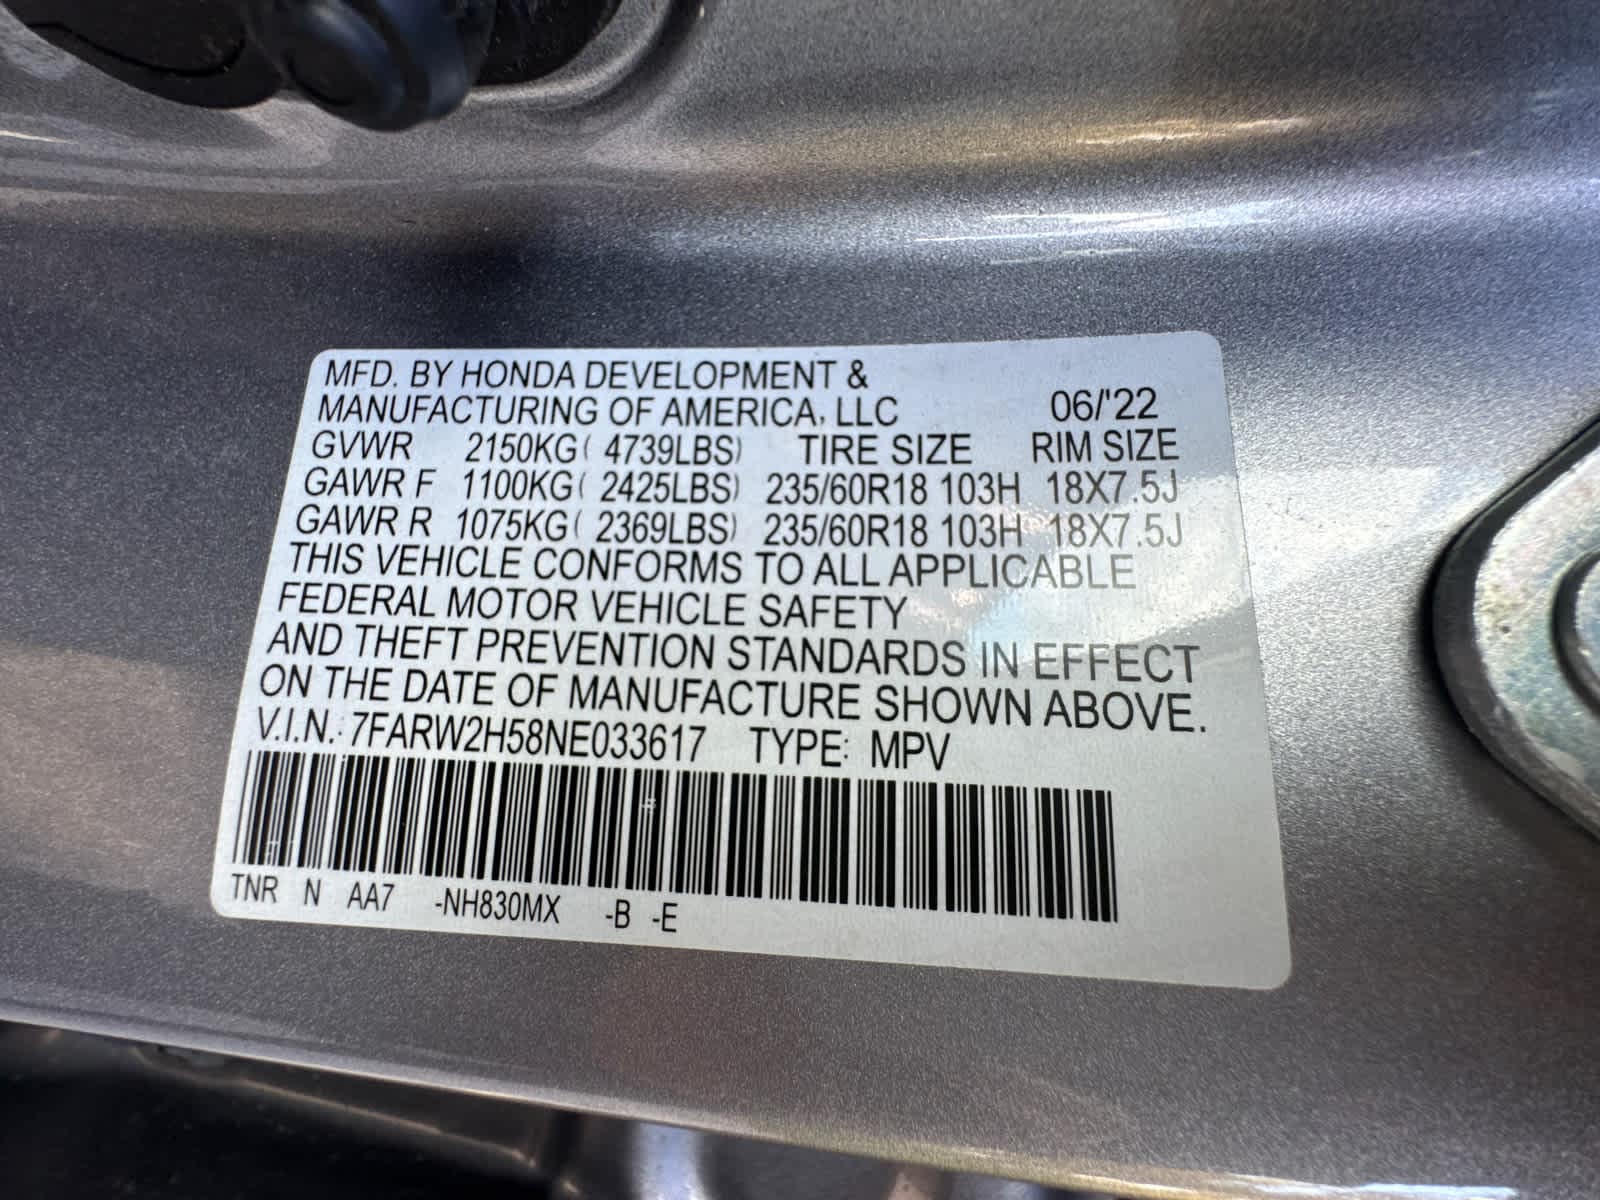 MFD. BY HONDA DEVELOPMENT &
MANUFACTURING OF AMERICA, LLC 06/'22
GVWR 2150KG( 4739LBS) TIRE SIZE RIM SIZE
GAWR F 1100KG( 2425LBS) 235/60R18 103H 18X7.5J
GAWR R 1075KG( 2369LBS) 235/60R18 103H 18X7.5J
THIS VEHICLE CONFORMS TO ALL APPLICABLE
FEDERAL MOTOR VEHICLE SAFETY
AND THEFT PREVENTION STANDARDS IN EFFECT
ON THE DATE OF MANUFACTURE SHOWN ABOVE.
V.I.N.: 7FARW2H58NE033617 TYPE: MPV
TNR N AA7 -NH830MX -B -E